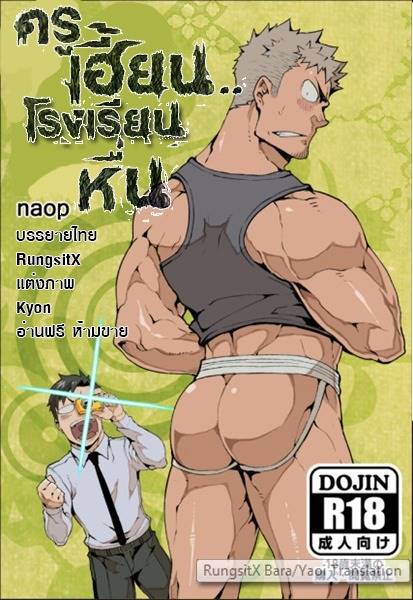 ครู
เฮี้ยน..
โรงเรียน
หื่น
naop
บรรยายไทย
RungsitX
แต่งภาพ
Kyon
อ่านฟรี ห้ามขาย
DOJIN
R18
成人向け
RungsitX Bara/Yaoi Translation